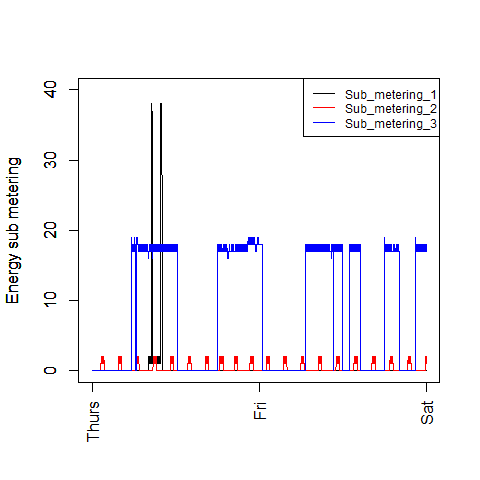 Sub_metering_1
Sub_metering_2
Sub_metering_3
Energy sub metering
40
30
20
10
0
Thurs
Fri
Sat